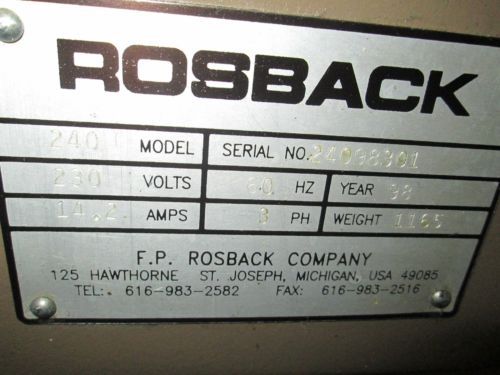 ROSBACK
240 MODEL SERIAL NO. 24098301
230 VOLTS 60 HZ YEAR 98
14.2 AMPS 3 PH WEIGHT 1165
F.P. ROSBACK COMPANY
125 HAWTHORNE ST. JOSEPH, MICHIGAN, USA 49085
TEL: 616-983-2582 FAX: 616-983-2516